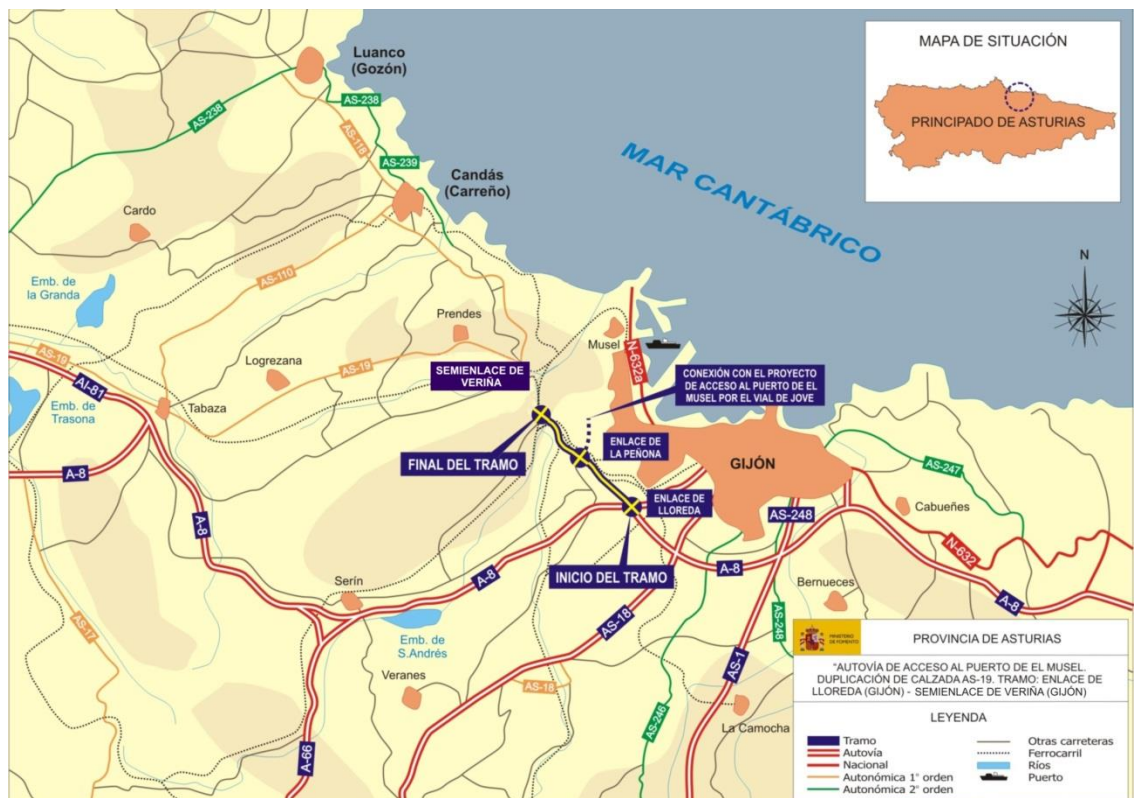 Luanco
(Gozón)
AS-238
AS-238
AS-118
AS-239
Candás
(Carreño)
Cardo
Emb. de
la Granda
AS-110
Prendes
AS-19
AI-81
AS-19
Logrezana
SEMIENLACE DE
VERIÑA
Emb. de
Trasona
Tabaza
A-8
FINAL DEL TRAMO
MAR CANTÁBRICO
Musel
N-632a
CONEXIÓN CON EL PROYECTO
DE ACCESO AL PUERTO DE EL
MUSEL POR EL VIAL DE JOVE
ENLACE DE
LA PEÑONA
GIJÓN
ENLACE DE
LLOREDA
AS-248
AS-247
Cabueñes
N-632
A-8
A-8
INICIO DEL TRAMO
A-8
Serín
Bernueces
A-8
Emb. de
S.Andrés
AS-18
AS-17
Veranes
AS-18
AS-1
AS-248
AS-246
La Camocha
A-66
MAPA DE SITUACIÓN
PRINCIPADO DE ASTURIAS
N
MINISTERIO
DE FOMENTO
PROVINCIA DE ASTURIAS
"AUTOVÍA DE ACCESO AL PUERTO DE EL MUSEL.
DUPLICACIÓN DE CALZADA AS-19. TRAMO: ENLACE DE
LLOREDA (GIJÓN) - SEMIENLACE DE VERIÑA (GIJÓN)
LEYENDA
Tramo
Autovía
Nacional
Autonómica 1° orden
Autonómica 2° orden
Otras carreteras
Ferrocarril
Ríos
Puerto